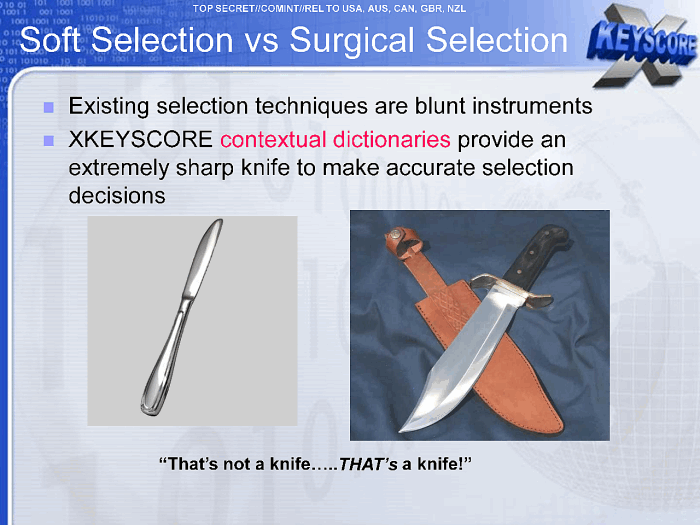 TOP SECRET//COMINT//REL TO USA, AUS, CAN, GBR, NZL
Soft Selection vs Surgical Selection
X KEYSCORE
Existing selection techniques are blunt instruments
XKEYSCORE contextual dictionaries provide an
extremely sharp knife to make accurate selection
decisions
“That’s not a knife…..THAT’s a knife!”